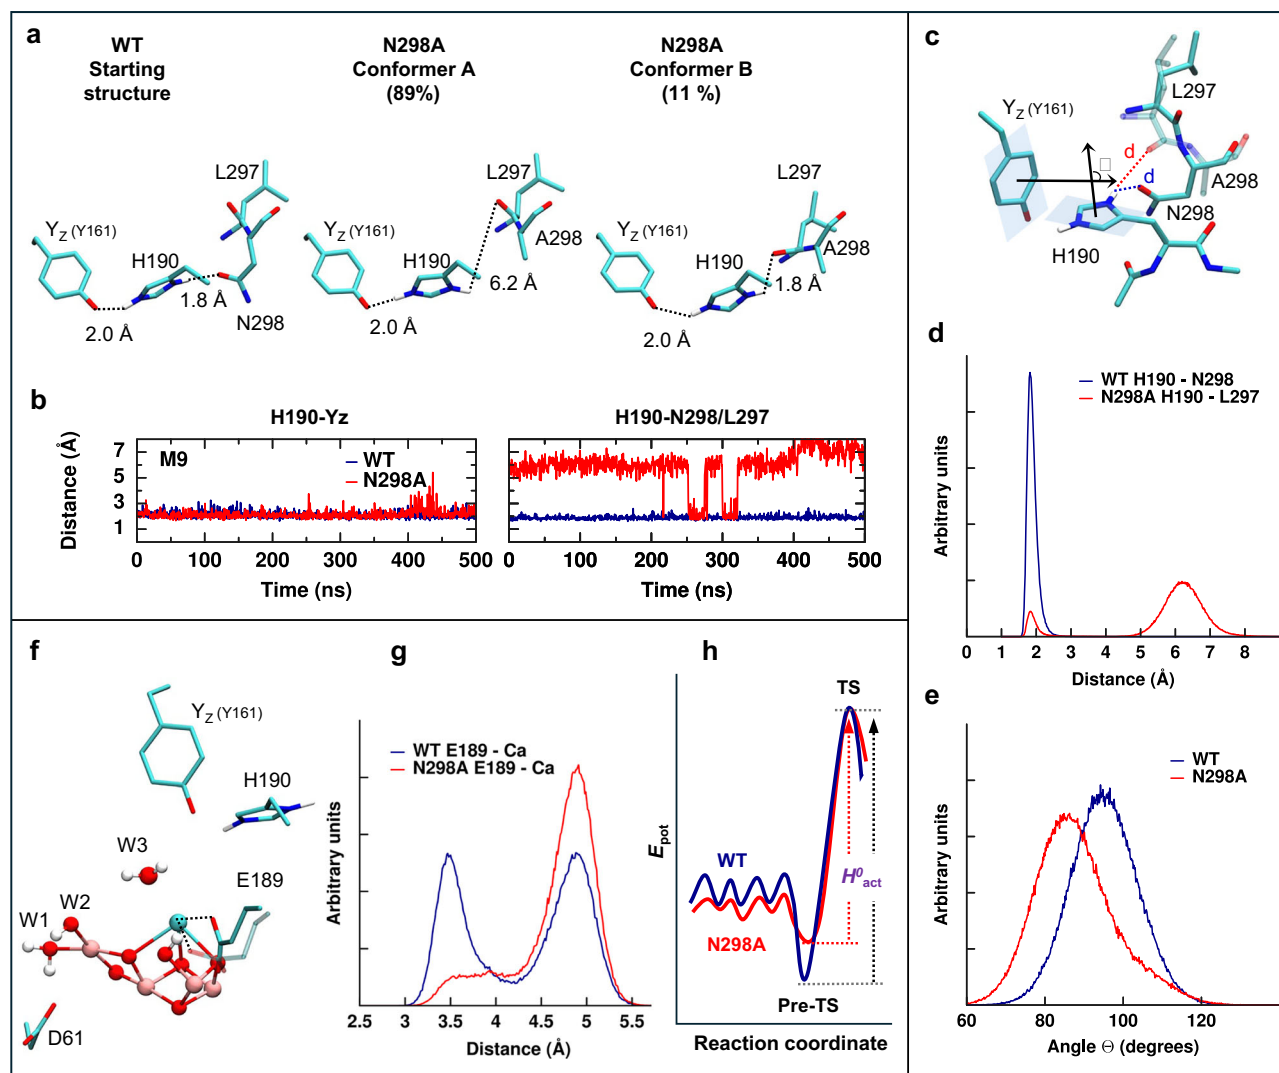 a
WT
Starting
structure
N298A
Conformer A
(89%)
N298A
Conformer B
(11 %)
L297
YZ (Y161)
H190
1.8 Å
N298
2.0 Å
L297
YZ (Y161)
H190
A298
6.2 Å
2.0 Å
L297
YZ (Y161)
H190
A298
1.8 Å
2.0 Å
b
H190-Yz
H190-N298/L297
M9
WT
N298A
Distance (Å)
7
5
3
1
7
5
3
1
0 100 200 300 400 500
0 100 200 300 400 500
Time (ns)
Time (ns)
c
L297
YZ (Y161)
d
d
A298
N298
H190
d
WT H190 - N298
N298A H190 - L297
Arbitrary units
0 1 2 3 4 5 6 7 8
Distance (Å)
e
WT
N298A
Arbitrary units
60 80 100 120
Angle Θ (degrees)
f
YZ (Y161)
H190
W3
E189
W1
W2
D61
g
WT E189 - Ca
N298A E189 - Ca
Arbitrary units
2.5 3 3.5 4 4.5 5 5.5
Distance (Å)
h
TS
Epot
WT
H0act
N298A
Pre-TS
Reaction coordinate